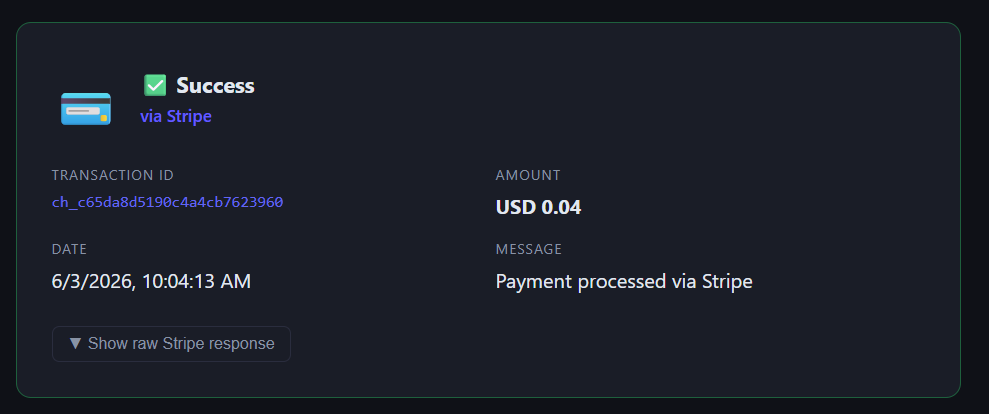 ✅ Success
via Stripe
TRANSACTION ID
ch_c65da8d5190c4a4cb7623960
AMOUNT
USD 0.04
DATE
6/3/2026, 10:04:13 AM
MESSAGE
Payment processed via Stripe
▼ Show raw Stripe response